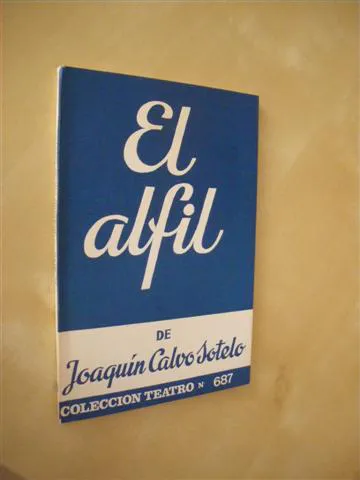 El
alfil
DE
Joaquín Calvo Sotelo
COLECCION TEATRO N 687